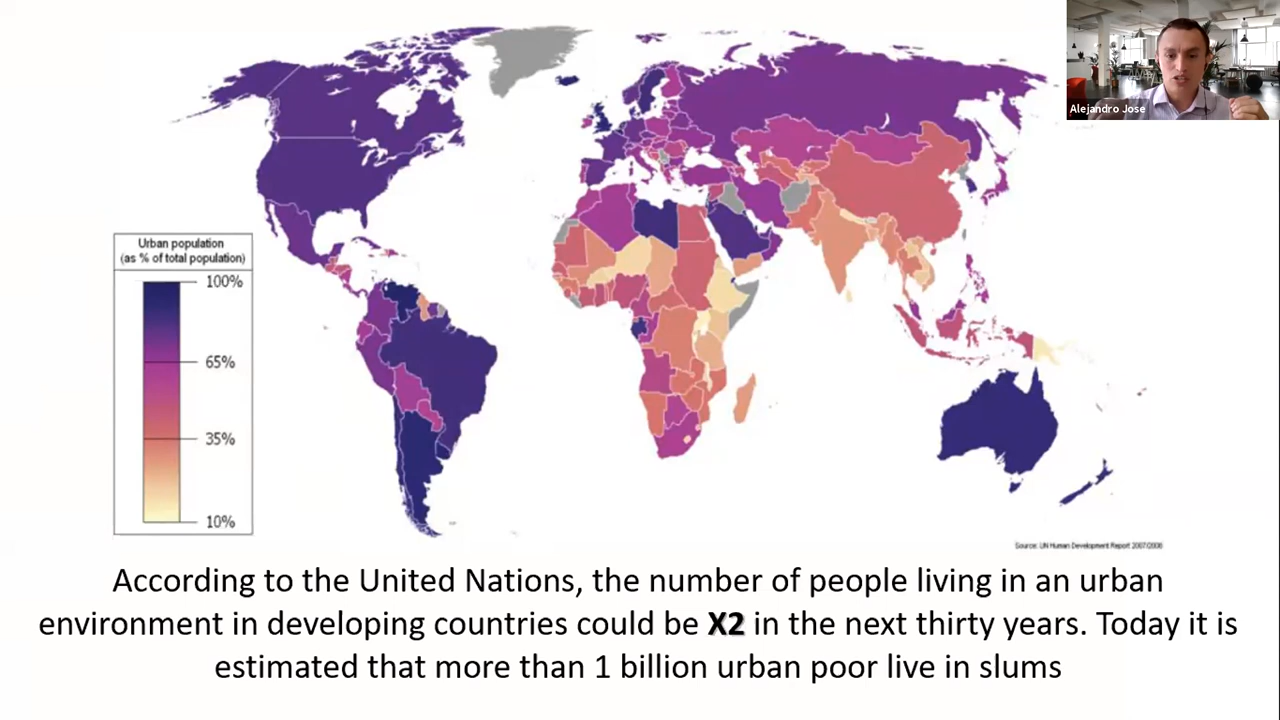 Alejandro Jose
Urban population
(as % of total population)
100%
65%
35%
10%
Source: UN Human Development Report 2007/2008
According to the United Nations, the number of people living in an urban
environment in developing countries could be X2 in the next thirty years. Today it is
estimated that more than 1 billion urban poor live in slums